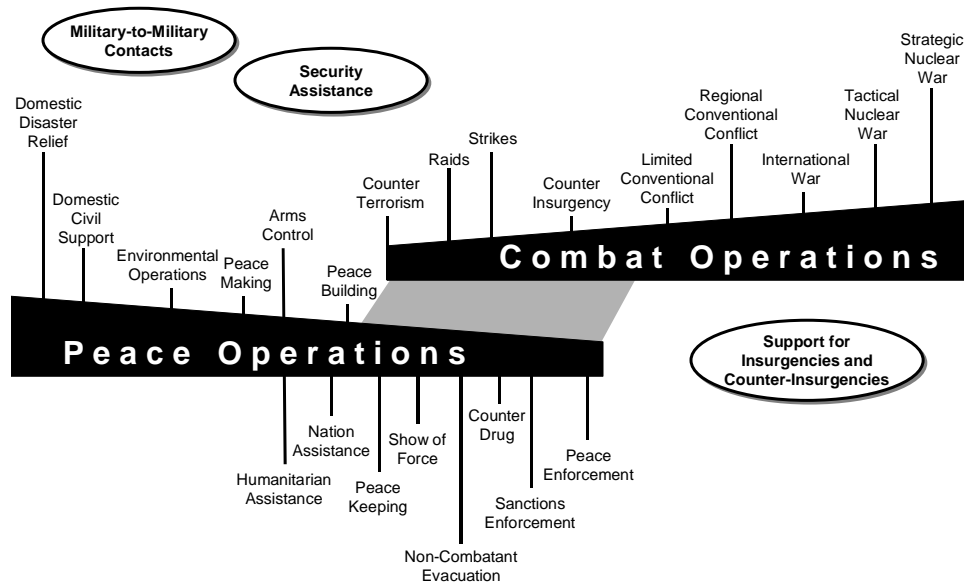 Military-to-Military
Contacts
Security
Assistance
Strategic
Nuclear
War
Domestic
Disaster
Relief
Regional
Conventional
Conflict
Tactical
Nuclear
War
Strikes
Raids
Counter
Terrorism
Counter
Insurgency
Limited
Conventional
Conflict
International
War
Domestic
Civil
Support
Environmental
Operations
Peace
Making
Arms
Control
Peace
Building
Combat Operations
Peace Operations
Support for
Insurgencies and
Counter-Insurgencies
Humanitarian
Assistance
Nation
Assistance
Peace
Keeping
Show of
Force
Non-Combatant
Evacuation
Counter
Drug
Sanctions
Enforcement
Peace
Enforcement